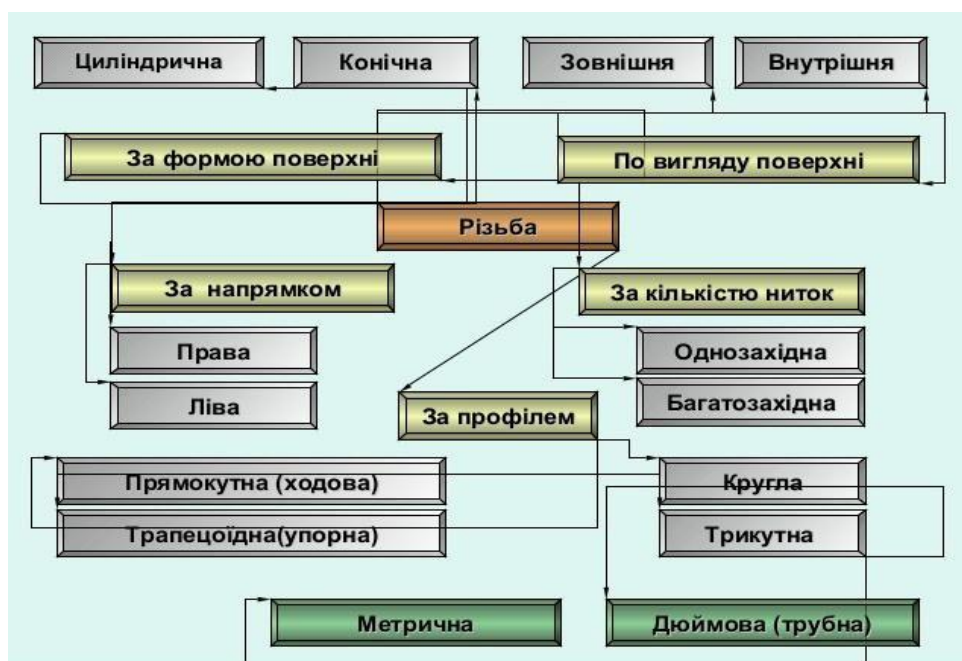 Циліндрична
Конічна
Зовнішня
Внутрішня
За формою поверхні
По вигляду поверхні
Різьба
За напрямком
За кількістю ниток
Права
Однозахідна
Ліва
Багатозахідна
За профілем
Прямокутна (ходова)
Кругла
Трапецоїдна(упорна)
Трикутна
Метрична
Дюймова (трубна)